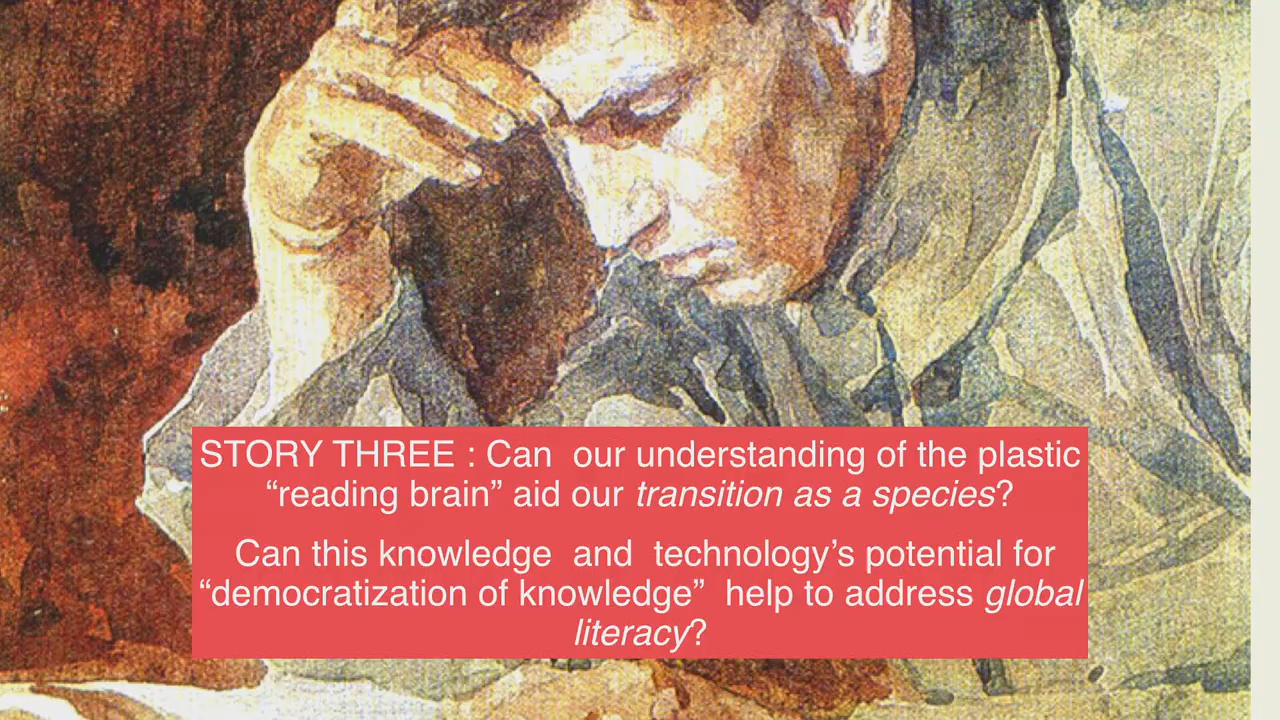 STORY THREE : Can our understanding of the plastic
“reading brain” aid our transition as a species?
Can this knowledge and technology’s potential for
“democratization of knowledge” help to address global
literacy?